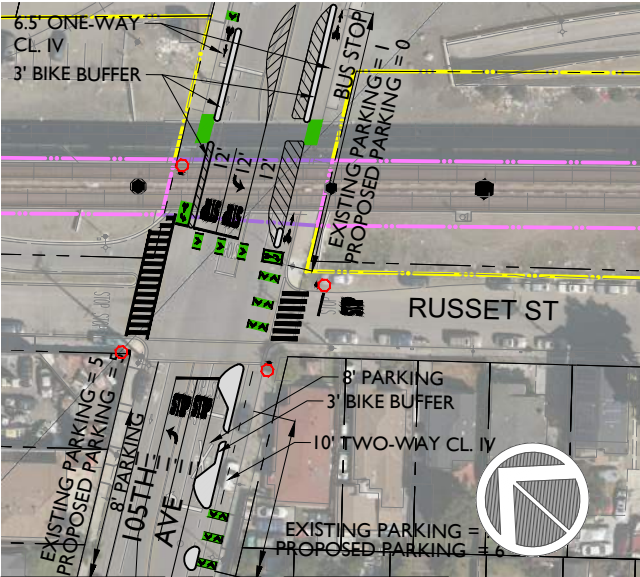 6.5' ONE-WAY
CL. IV
3' BIKE BUFFER
BUS STOP
EXISTING PARKING = 1
PROPOSED PARKING = 0
12'
12'
12'
RUSSET ST
8' PARKING
3' BIKE BUFFER
10' TWO-WAY CL. IV
EXISTING PARKING = 5
PROPOSED PARKING =
8' PARKING
105TH
AVE
EXISTING PARKING =
PROPOSED PARKING = 6